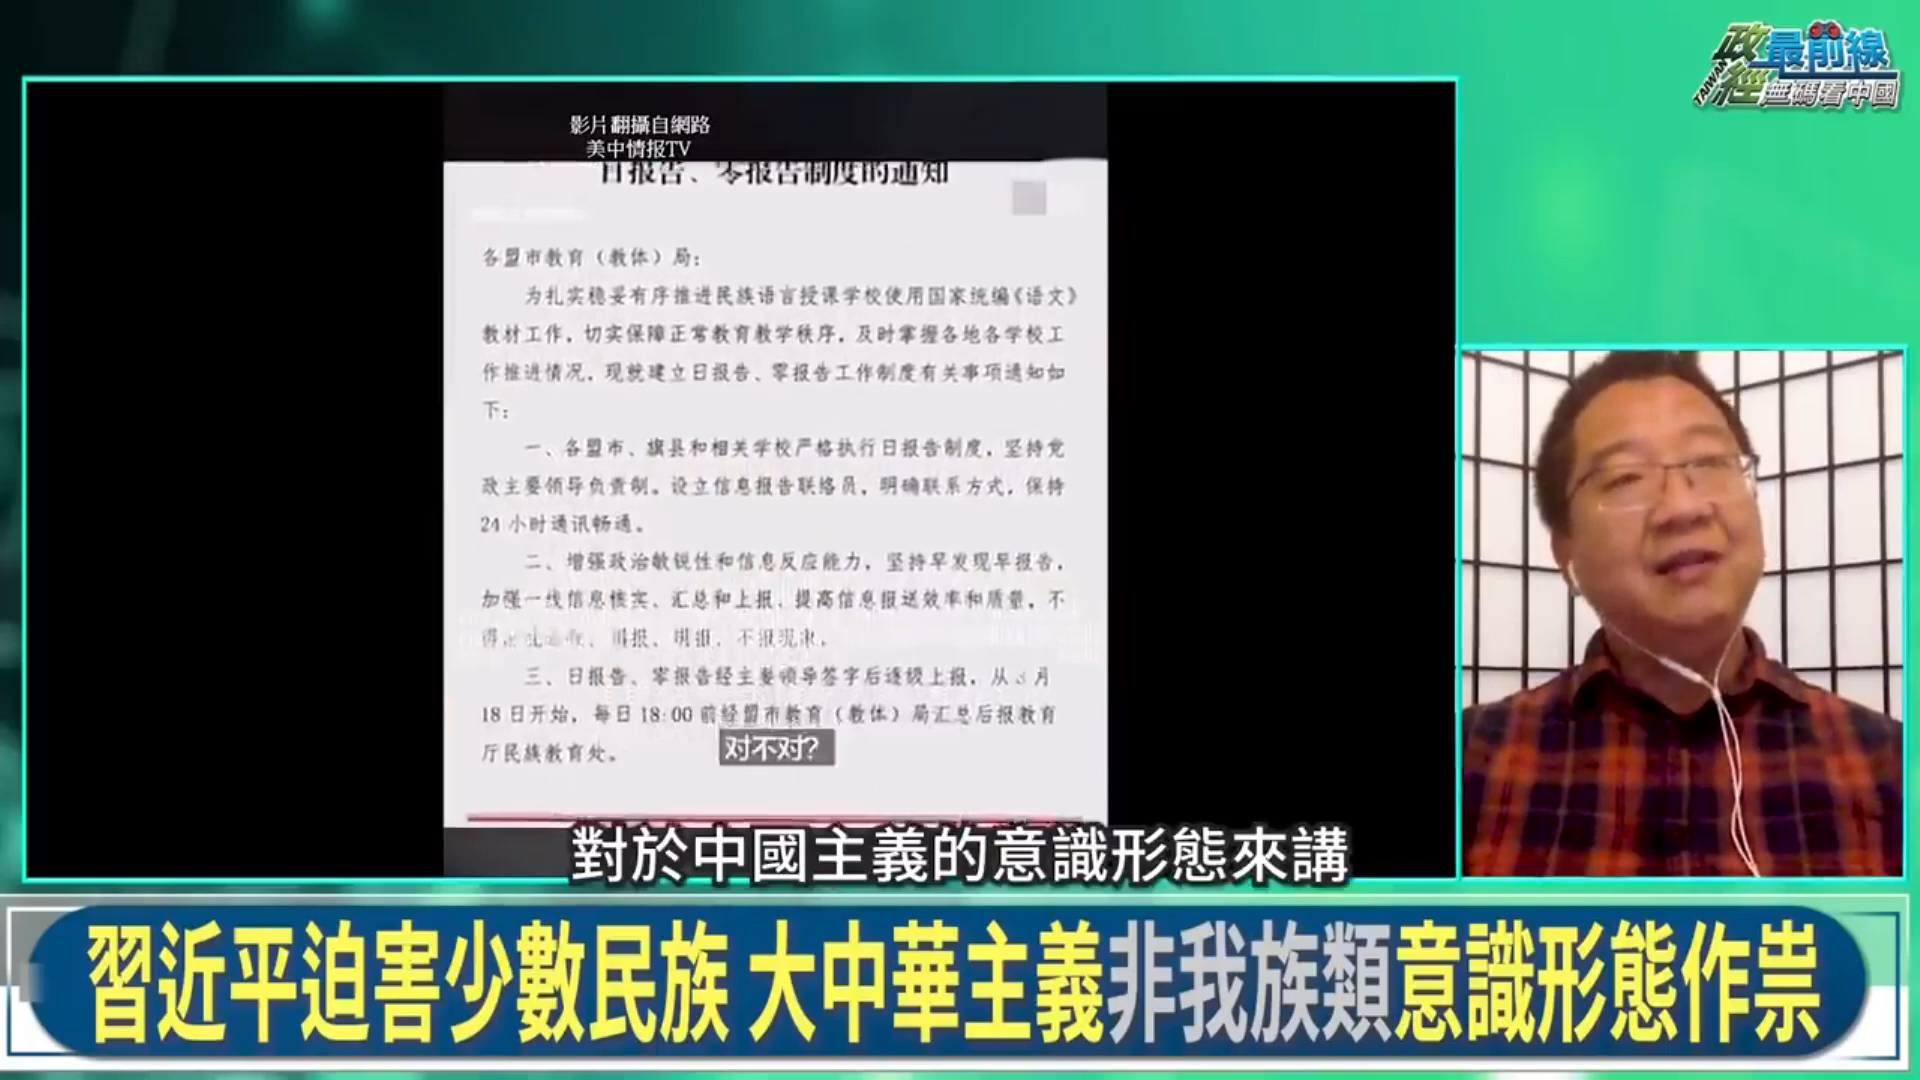 政經最前線
TAIWAN
無碼看中國
影片翻攝自網路
美中情报TV
日报告、零报告制度的通知
各盟市教育（教体）局：
为扎实稳妥有序推进民族语言授课学校使用国家统编《语文》
教材工作，切实保障正常教育教学秩序，及时掌握各地各学校工
作推进情况，现就建立日报告、零报告工作制度有关事项通知如
下：
一、各盟市、旗县和相关学校严格执行日报告制度，坚持党
政主要领导负责制，设立信息报告联络员，明确联系方式，保持
24小时通讯畅通。
二、增强政治敏锐性和信息反应能力，坚持早发现早报告，
加强一线信息核实、汇总和上报，提高信息报送效率和质量，不
得
三、日报告、零报告经主要领导签字后逐级上报，从 月
18日开始，每日18:00前经盟市教育（教体）局汇总后报教育
厅民族教育处。
对不对？
對於中國主義的意識形態來講
習近平迫害少數民族 大中華主義非我族類意識形態作祟